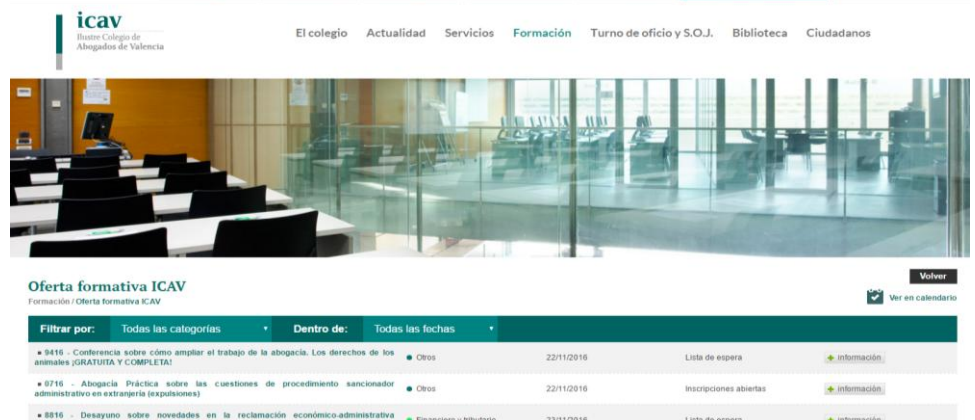 icav
Ilustre Colegio de
Abogados de Valencia
El colegio Actualidad Servicios Formación Turno de oficio y S.O.J. Biblioteca Ciudadanos
Volver
Oferta formativa ICAV
Formación / Oferta formativa ICAV
Ver en calendario
Filtrar por: Todas las categorías Dentro de: Todas las fechas
9416 - Conferencia sobre cómo ampliar el trabajo de la abogacía. Los derechos de los
animales ¡GRATUITA Y COMPLETA!
Otros 22/11/2016 Lista de espera + información
0716 - Abogacía Práctica sobre las cuestiones de procedimiento sancionador
administrativo en extranjería (expulsiones)
Otros 22/11/2016 Inscripciones abiertas + información
8816 - Desayuno sobre novedades en la reclamación económico-administrativa
Financiero y tributario 23/11/2016 Lista de espera + información